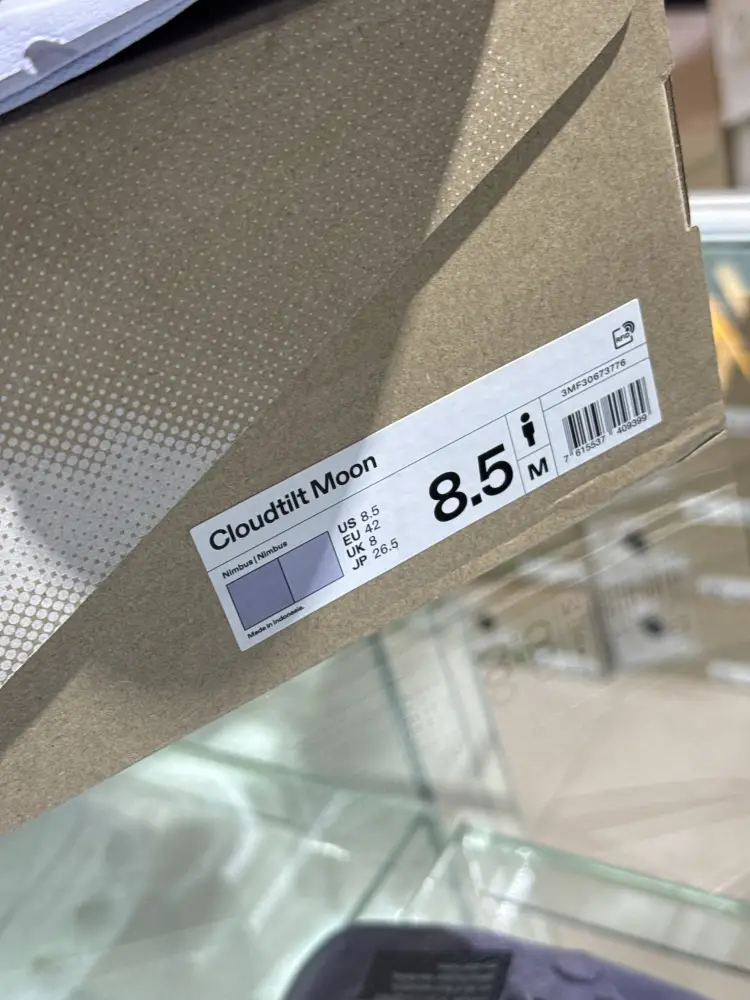 RFID
3MF30673776
7 615537 409399
Cloudtilt Moon
8.5
M
Nimbus | Nimbus
US 8.5
EU 42
UK 8
JP 26.5
Made in Indonesia.